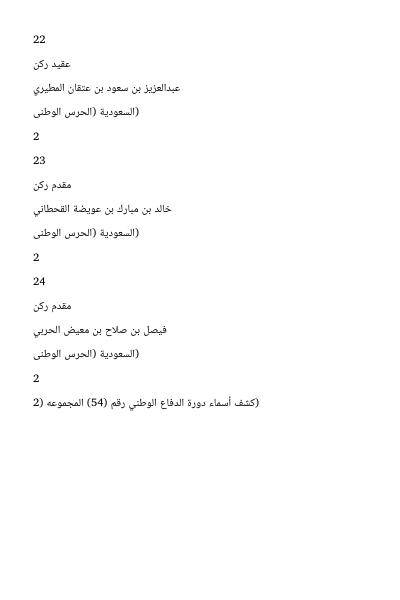 22
عقيد ركن
عبدالعزيز بن سعود بن عتقان المطيري
السعودية (الحرس الوطنى)
2
23
مقدم ركن
خالد بن مبارك بن عويضة القحطاني
السعودية (الحرس الوطنى)
2
24
مقدم ركن
فيصل بن صلاح بن معيض الحربي
السعودية (الحرس الوطنى)
2
كشف أسماء دورة الدفاع الوطني رقم (54) المجموعه (2)